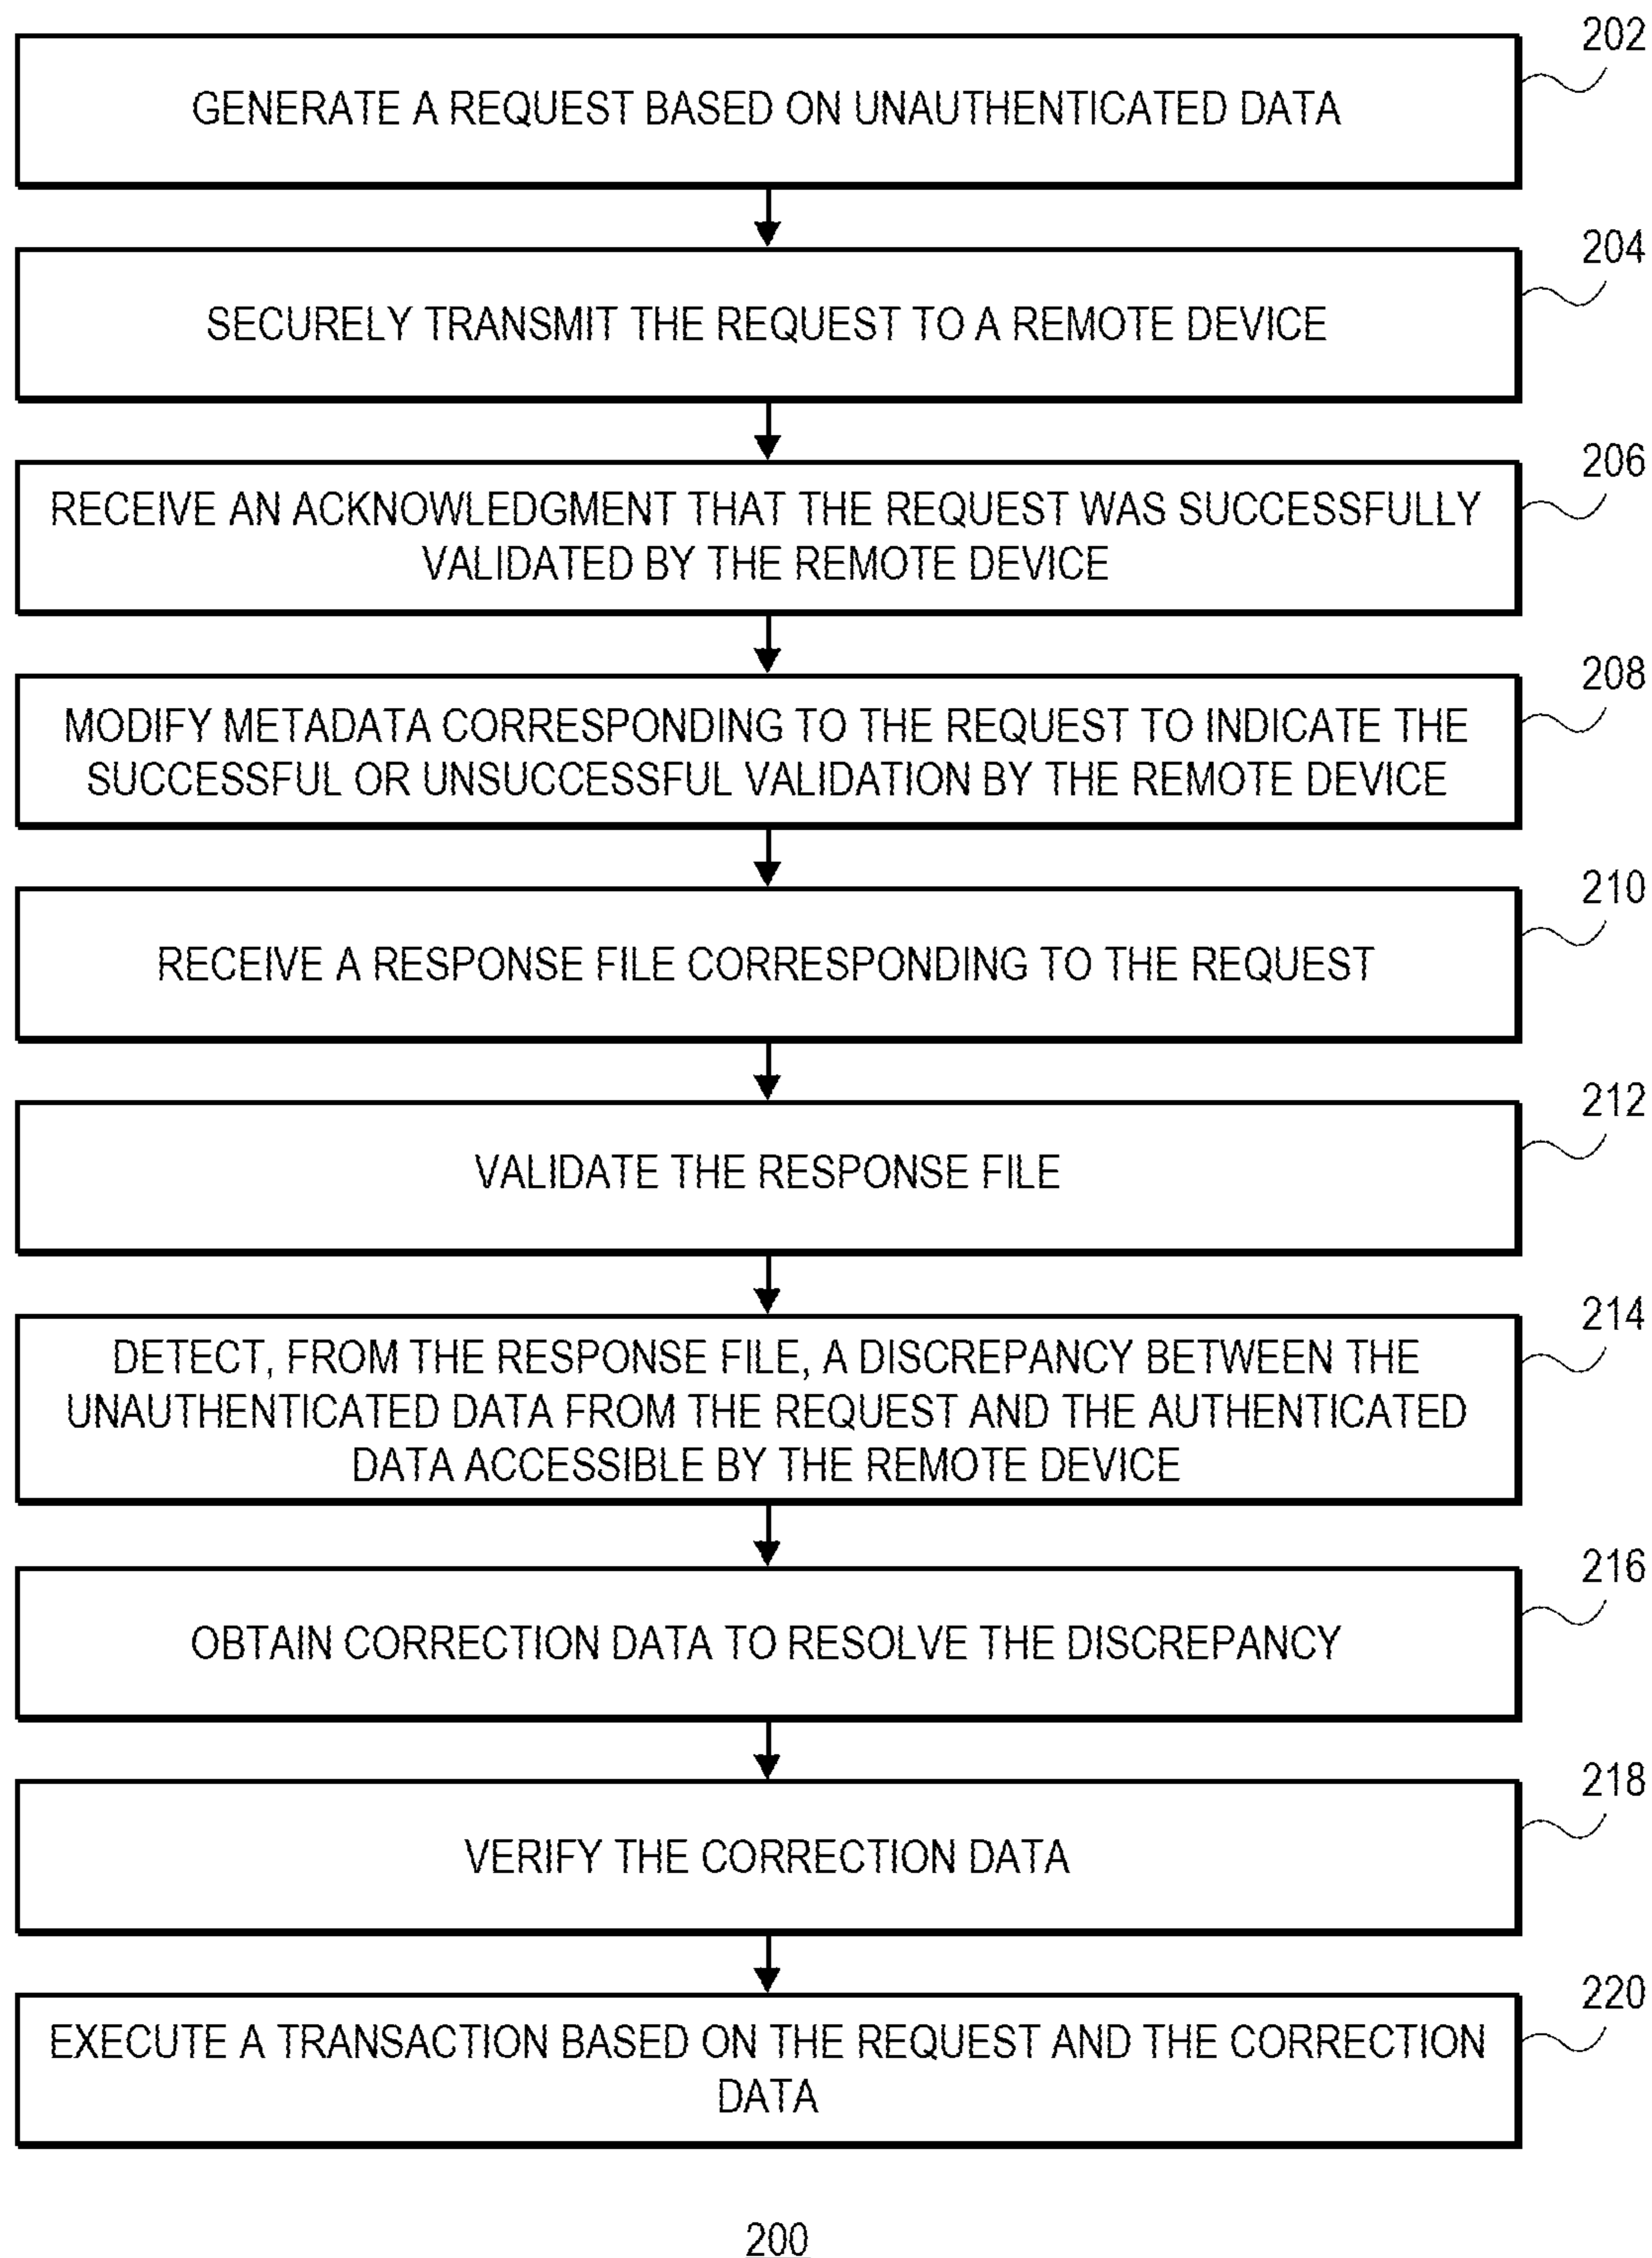 202
GENERATE A REQUEST BASED ON UNAUTHENTICATED DATA
204
SECURELY TRANSMIT THE REQUEST TO A REMOTE DEVICE
206
RECEIVE AN ACKNOWLEDGMENT THAT THE REQUEST WAS SUCCESSFULLY
VALIDATED BY THE REMOTE DEVICE
208
MODIFY METADATA CORRESPONDING TO THE REQUEST TO INDICATE THE
SUCCESSFUL OR UNSUCCESSFUL VALIDATION BY THE REMOTE DEVICE
210
RECEIVE A RESPONSE FILE CORRESPONDING TO THE REQUEST
212
VALIDATE THE RESPONSE FILE
214
DETECT, FROM THE RESPONSE FILE, A DISCREPANCY BETWEEN THE
UNAUTHENTICATED DATA FROM THE REQUEST AND THE AUTHENTICATED
DATA ACCESSIBLE BY THE REMOTE DEVICE
216
OBTAIN CORRECTION DATA TO RESOLVE THE DISCREPANCY
218
VERIFY THE CORRECTION DATA
220
EXECUTE A TRANSACTION BASED ON THE REQUEST AND THE CORRECTION
DATA
200